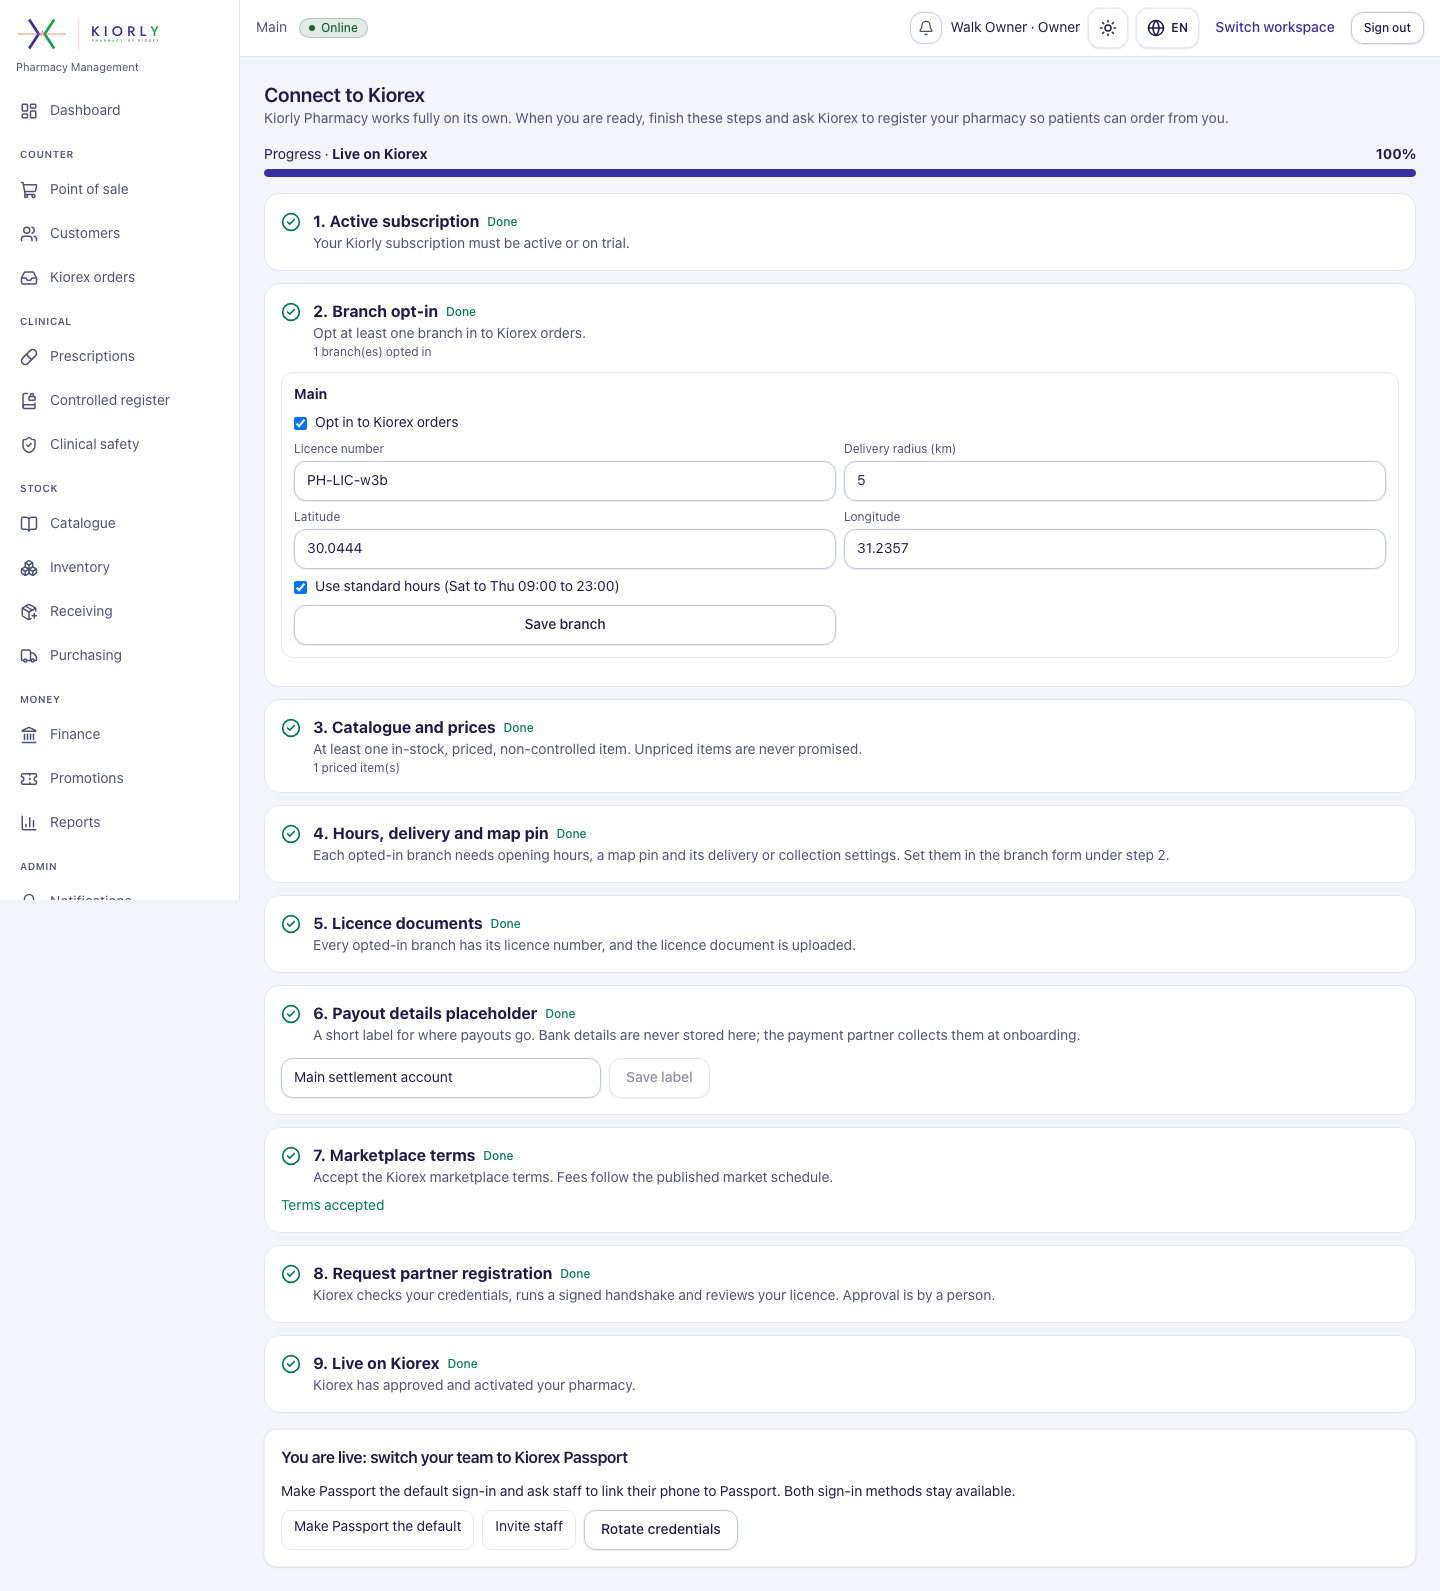 KIORLY
PHARMACY BY KIOREX
Pharmacy Management
Dashboard
COUNTER
Point of sale
Customers
Kiorex orders
CLINICAL
Prescriptions
Controlled register
Clinical safety
STOCK
Catalogue
Inventory
Receiving
Purchasing
MONEY
Finance
Promotions
Reports
ADMIN
Notifications
Main
Online
Walk Owner · Owner
EN
Switch workspace
Sign out
Connect to Kiorex
Kiorly Pharmacy works fully on its own. When you are ready, finish these steps and ask Kiorex to register your pharmacy so patients can order from you.
Progress · Live on Kiorex
100%
1. Active subscription Done
Your Kiorly subscription must be active or on trial.
2. Branch opt-in Done
Opt at least one branch in to Kiorex orders.
1 branch(es) opted in
Main
Opt in to Kiorex orders
Licence number
Delivery radius (km)
PH-LIC-w3b
5
Latitude
Longitude
30.0444
31.2357
Use standard hours (Sat to Thu 09:00 to 23:00)
Save branch
3. Catalogue and prices Done
At least one in-stock, priced, non-controlled item. Unpriced items are never promised.
1 priced item(s)
4. Hours, delivery and map pin Done
Each opted-in branch needs opening hours, a map pin and its delivery or collection settings. Set them in the branch form under step 2.
5. Licence documents Done
Every opted-in branch has its licence number, and the licence document is uploaded.
6. Payout details placeholder Done
A short label for where payouts go. Bank details are never stored here; the payment partner collects them at onboarding.
Main settlement account
Save label
7. Marketplace terms Done
Accept the Kiorex marketplace terms. Fees follow the published market schedule.
Terms accepted
8. Request partner registration Done
Kiorex checks your credentials, runs a signed handshake and reviews your licence. Approval is by a person.
9. Live on Kiorex Done
Kiorex has approved and activated your pharmacy.
You are live: switch your team to Kiorex Passport
Make Passport the default sign-in and ask staff to link their phone to Passport. Both sign-in methods stay available.
Make Passport the default
Invite staff
Rotate credentials